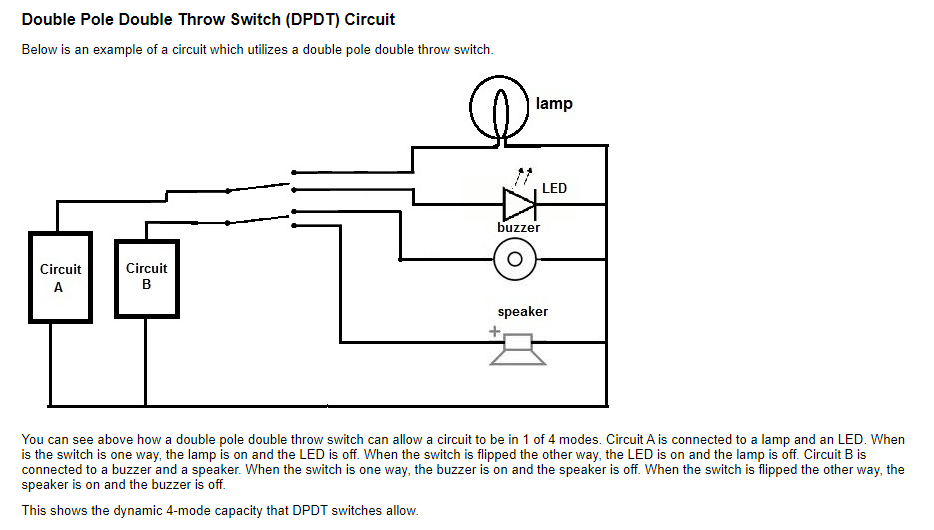 Double Pole Double Throw Switch (DPDT) Circuit
Below is an example of a circuit which utilizes a double pole double throw switch.
lamp
LED
buzzer
Circuit
A
Circuit
B
speaker
+
You can see above how a double pole double throw switch can allow a circuit to be in 1 of 4 modes. Circuit A is connected to a lamp and an LED. When
is the switch is one way, the lamp is on and the LED is off. When the switch is flipped the other way, the LED is on and the lamp is off. Circuit B is
connected to a buzzer and a speaker. When the switch is one way, the buzzer is on and the speaker is off. When the switch is flipped the other way, the
speaker is on and the buzzer is off.
This shows the dynamic 4-mode capacity that DPDT switches allow.